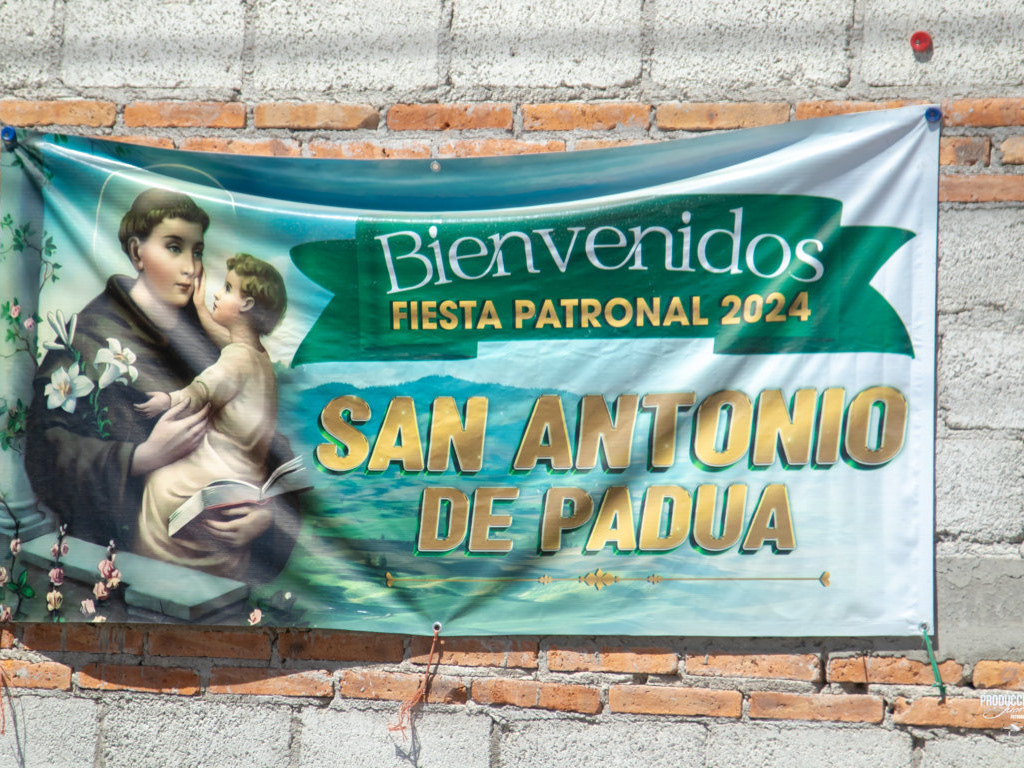 Bienvenidos
FIESTA PATRONAL 2024
SAN ANTONIO
DE PADUA